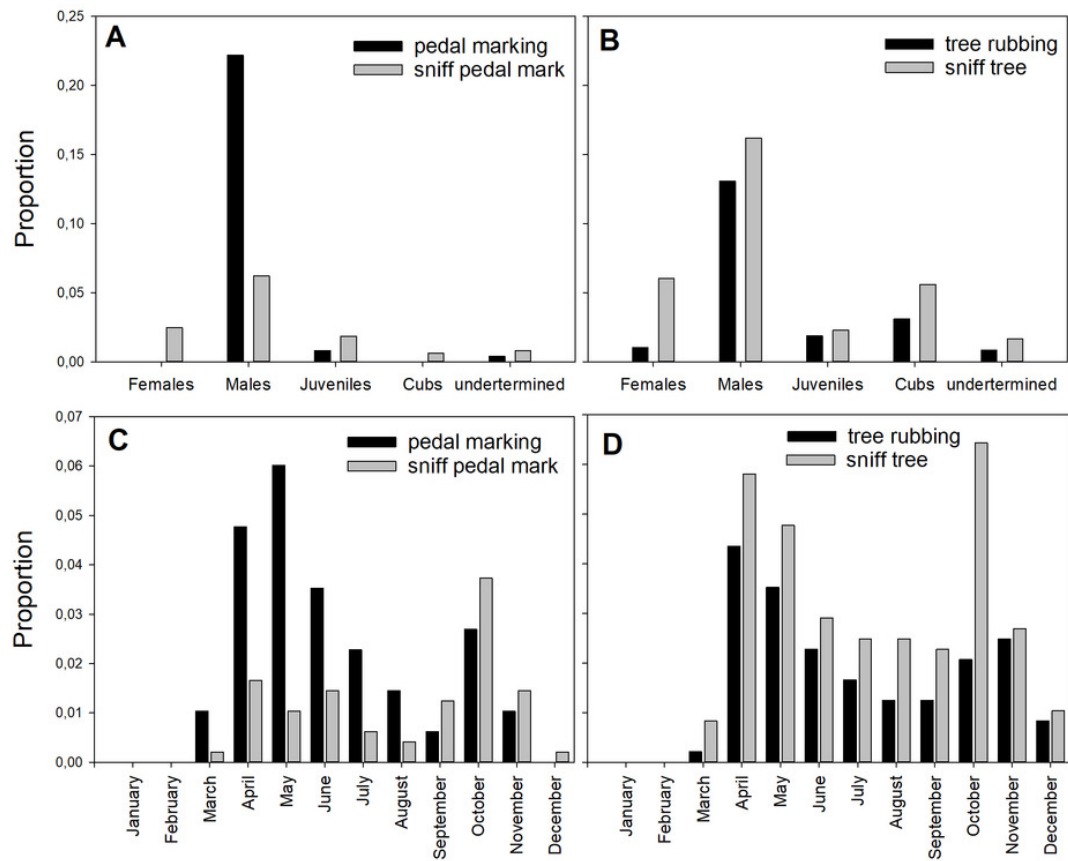 A
pedal marking
sniff pedal mark
0,25
0,20
0,15
0,10
0,05
0,00
Proportion
Females Males Juveniles Cubs undertermined
B
tree rubbing
sniff tree
Females Males Juveniles Cubs undertermined
C
pedal marking
sniff pedal mark
0,07
0,06
0,05
0,04
0,03
0,02
0,01
0,00
Proportion
January
February
March
April
May
June
July
August
September
October
November
December
D
tree rubbing
sniff tree
January
February
March
April
May
June
July
August
September
October
November
December